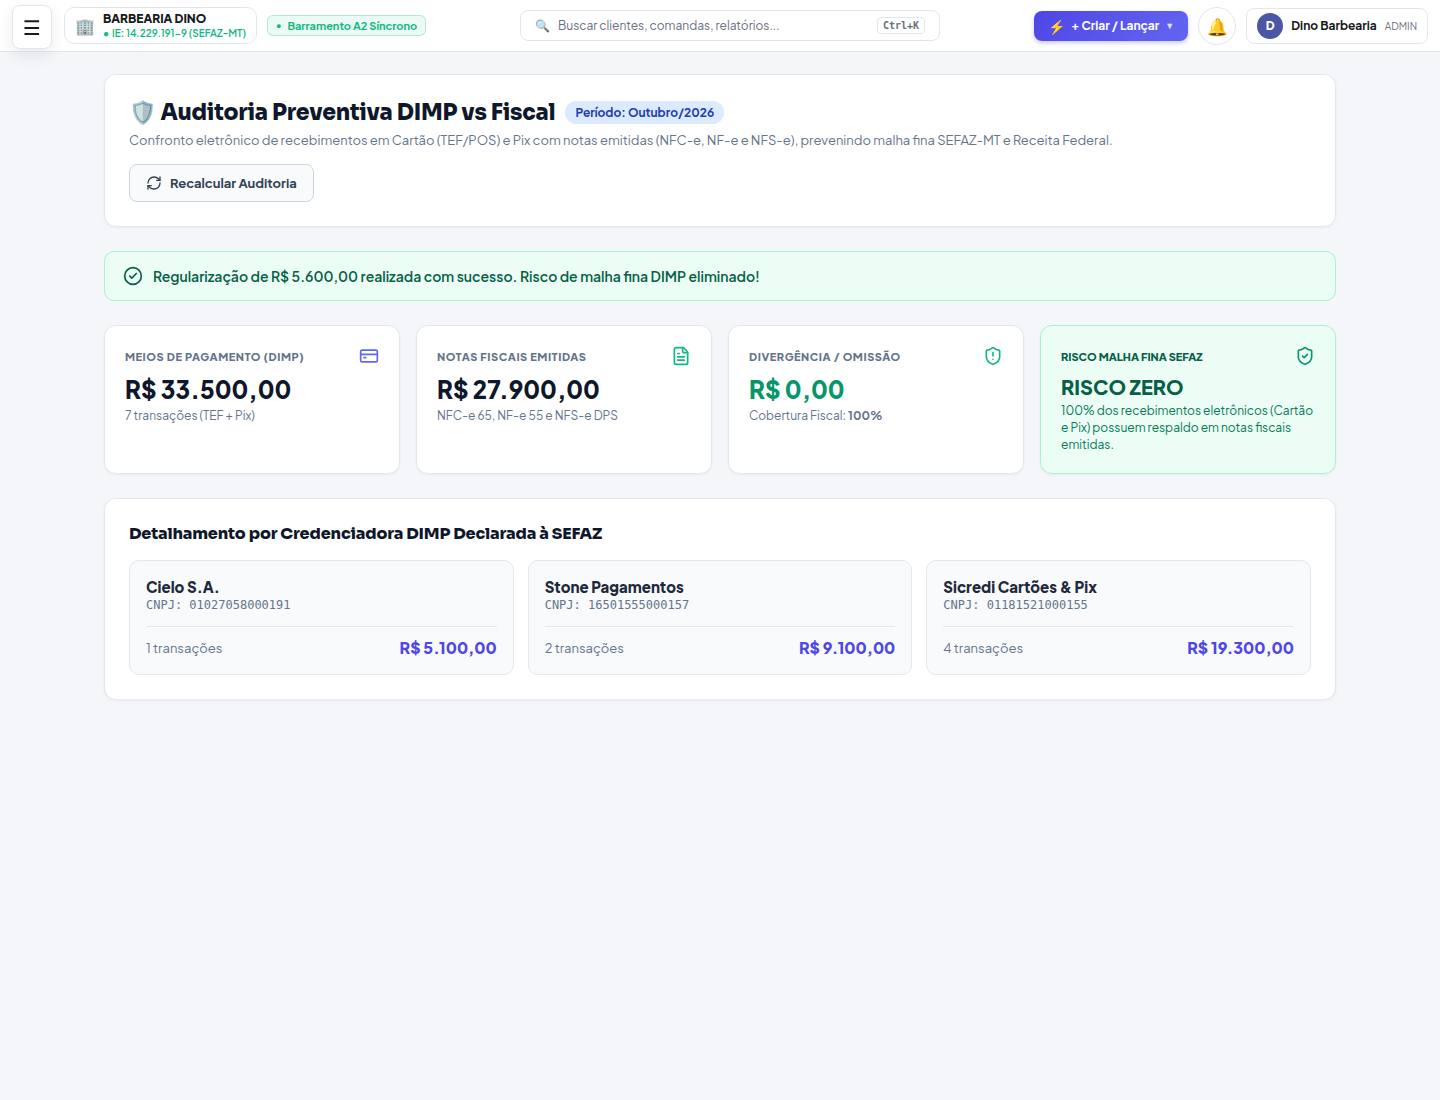 ☰
BARBEARIA DINO
● IE: 14.229.191-9 (SEFAZ-MT)
● Barramento A2 Síncrono
Buscar clientes, comandas, relatórios...
Ctrl+K
⚡ + Criar / Lançar ▼
D
Dino Barbearia ADMIN
Auditoria Preventiva DIMP vs Fiscal
Período: Outubro/2026
Confronto eletrônico de recebimentos em Cartão (TEF/POS) e Pix com notas emitidas (NFC-e, NF-e e NFS-e), prevenindo malha fina SEFAZ-MT e Receita Federal.
Recalcular Auditoria
Regularização de R$ 5.600,00 realizada com sucesso. Risco de malha fina DIMP eliminado!
MEIOS DE PAGAMENTO (DIMP)
R$ 33.500,00
7 transações (TEF + Pix)
NOTAS FISCAIS EMITIDAS
R$ 27.900,00
NFC-e 65, NF-e 55 e NFS-e DPS
DIVERGÊNCIA / OMISSÃO
R$ 0,00
Cobertura Fiscal: 100%
RISCO MALHA FINA SEFAZ
RISCO ZERO
100% dos recebimentos eletrônicos (Cartão
e Pix) possuem respaldo em notas fiscais
emitidas.
Detalhamento por Credenciadora DIMP Declarada à SEFAZ
Cielo S.A.
CNPJ: 01027058000191
1 transações
R$ 5.100,00
Stone Pagamentos
CNPJ: 16501555000157
2 transações
R$ 9.100,00
Sicredi Cartões & Pix
CNPJ: 01181521000155
4 transações
R$ 19.300,00